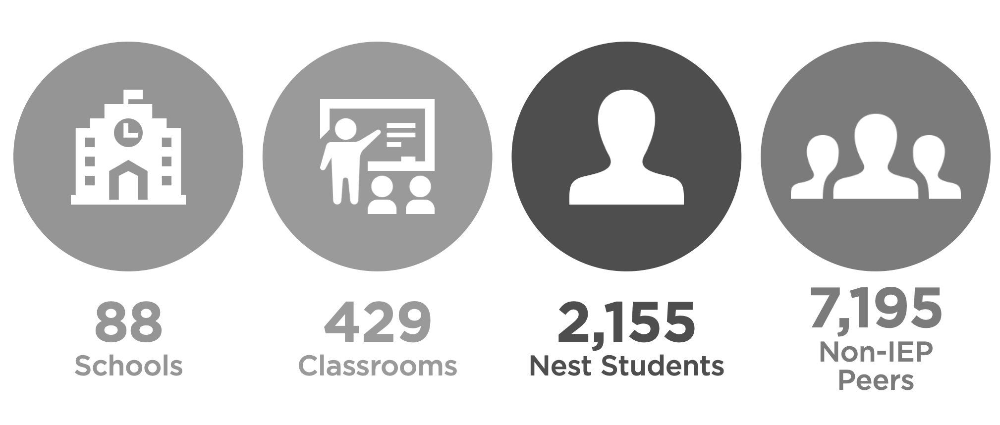 88
Schools
429
Classrooms
2,155
Nest Students
7,195
Non-IEP
Peers